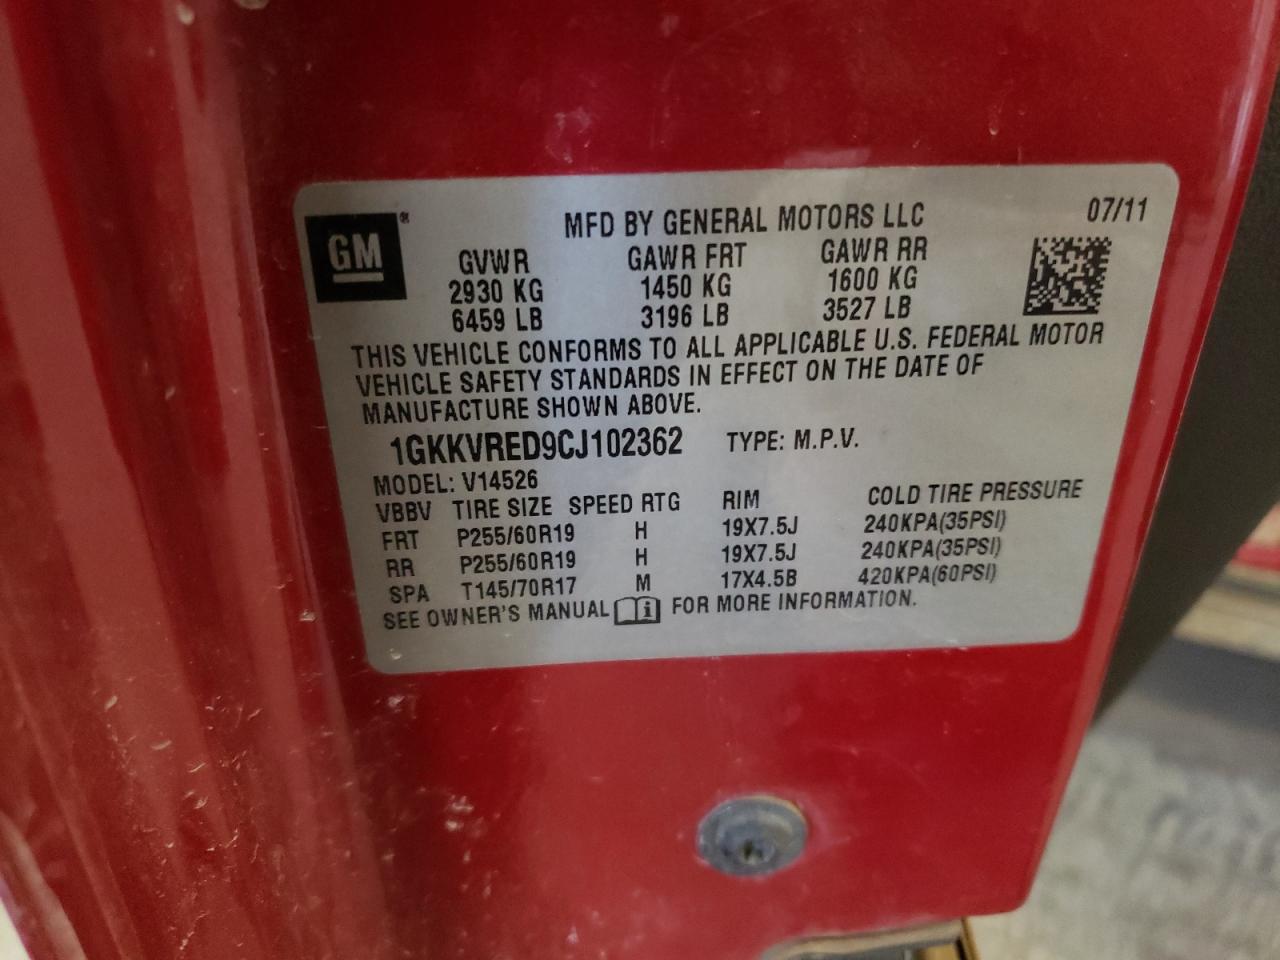 GM®
MFD BY GENERAL MOTORS LLC 07/11
GVWR GAWR FRT GAWR RR
2930 KG 1450 KG 1600 KG
6459 LB 3196 LB 3527 LB
THIS VEHICLE CONFORMS TO ALL APPLICABLE U.S. FEDERAL MOTOR
VEHICLE SAFETY STANDARDS IN EFFECT ON THE DATE OF
MANUFACTURE SHOWN ABOVE.
1GKKVRED9CJ102362 TYPE: M.P.V.
MODEL: V14526
VBBV TIRE SIZE SPEED RTG RIM COLD TIRE PRESSURE
FRT P255/60R19 H 19X7.5J 240KPA(35PSI)
RR P255/60R19 H 19X7.5J 240KPA(35PSI)
SPA T145/70R17 M 17X4.5B 420KPA(60PSI)
SEE OWNER'S MANUAL i FOR MORE INFORMATION.